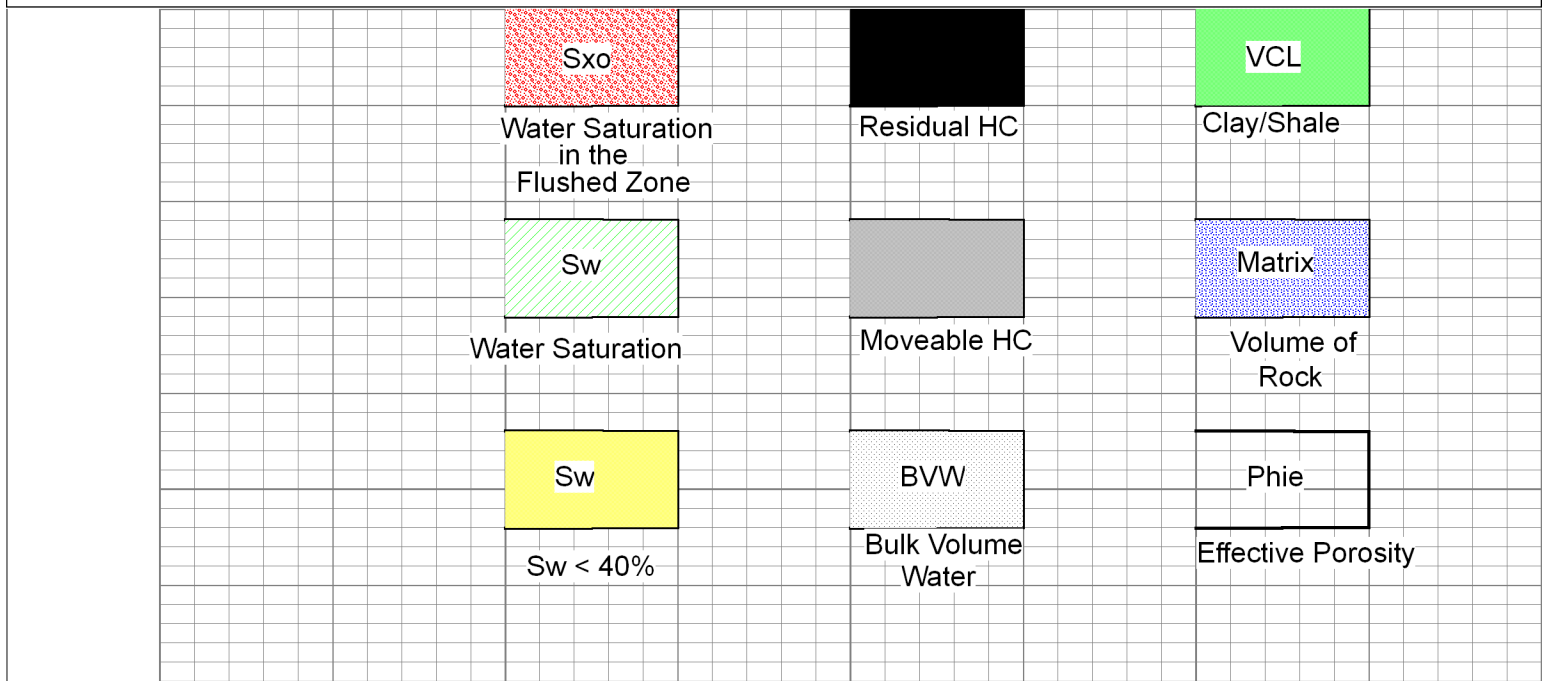 Sxo
Water Saturation
in the
Flushed Zone
Residual HC
VCL
Clay/Shale
Sw
Water Saturation
Moveable HC
Matrix
Volume of
Rock
Sw
Sw < 40%
BVW
Bulk Volume
Water
Phie
Effective Porosity